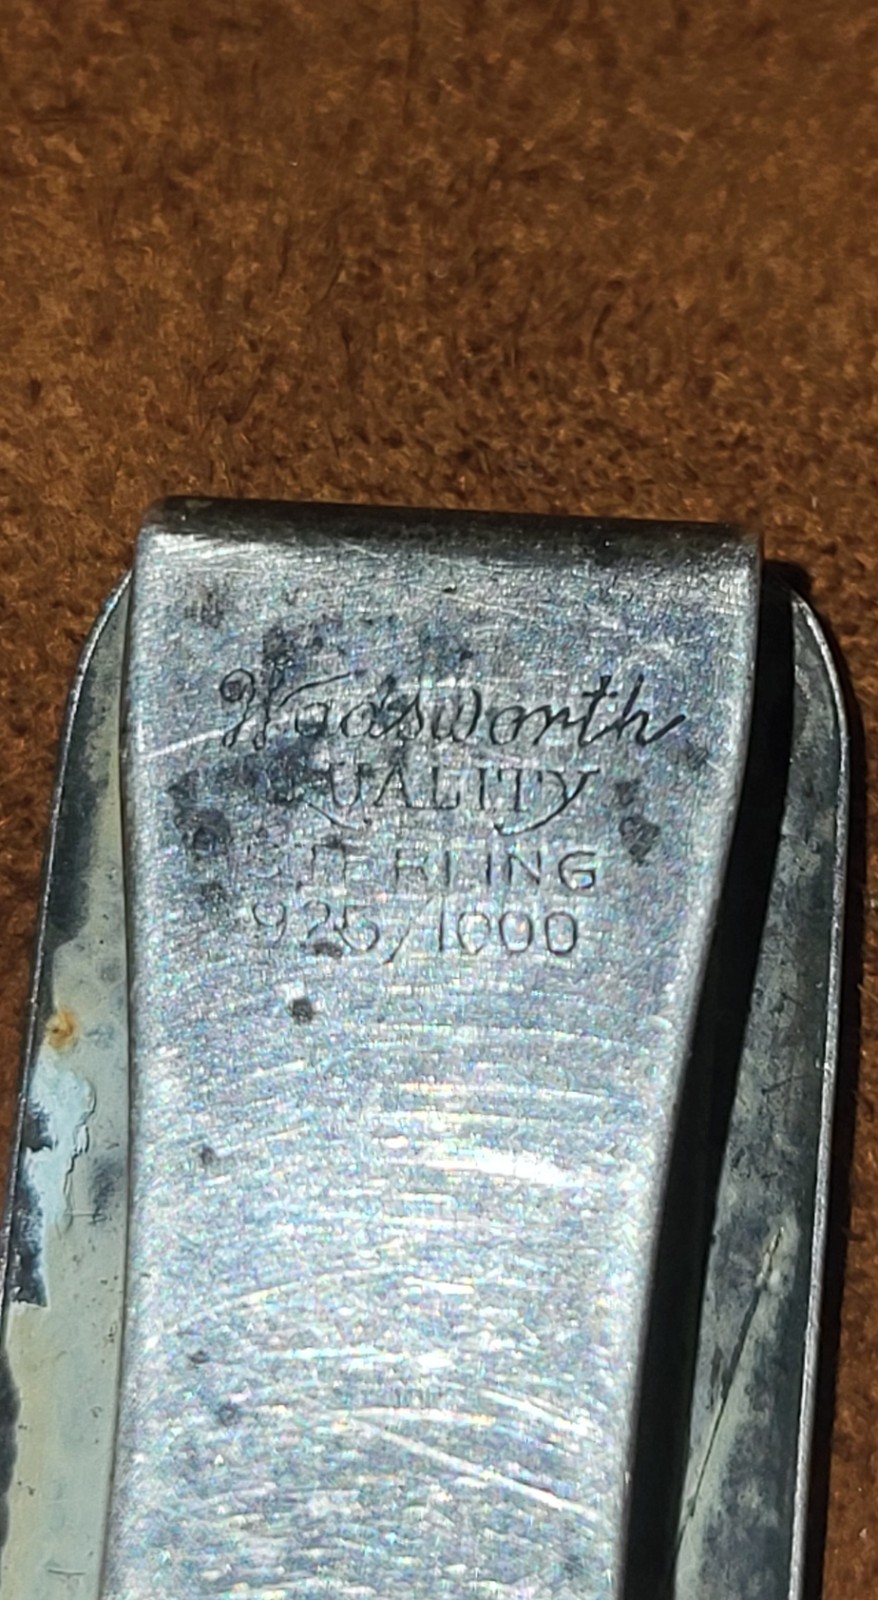 Wadsworth
QUALITY
STERLING
925/1000